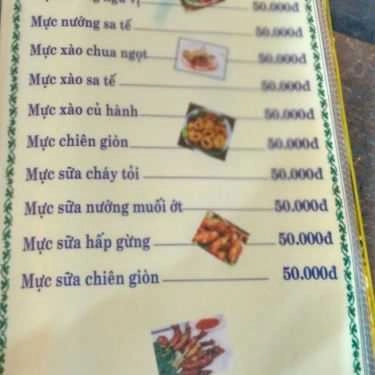 50.000đ
Mực nướng sa tế 50.000đ
Mực xào chua ngọt 50.000đ
Mực xào sa tế 50.000đ
Mực xào củ hành 50.000đ
Mực chiên giòn 50.000đ
Mực sữa cháy tỏi 50.000đ
Mực sữa nướng muối ớt 50.000đ
Mực sữa hấp gừng 50.000đ
Mực sữa chiên giòn 50.000đ